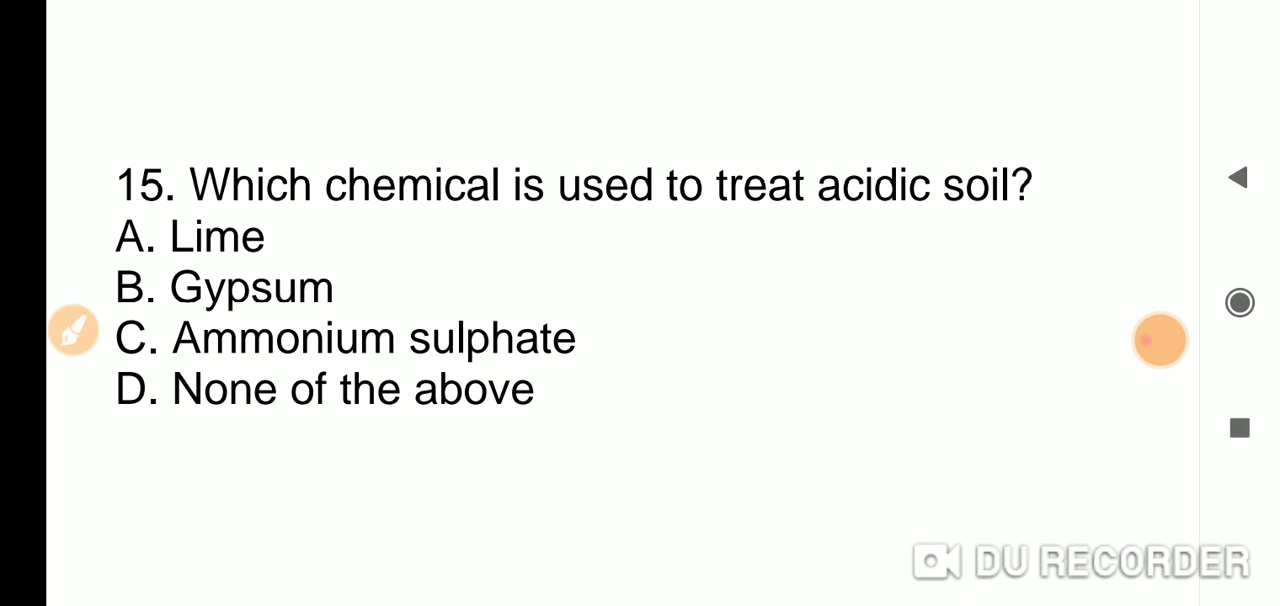 15. Which chemical is used to treat acidic soil?
A. Lime
B. Gypsum
C. Ammonium sulphate
D. None of the above
DU RECORDER